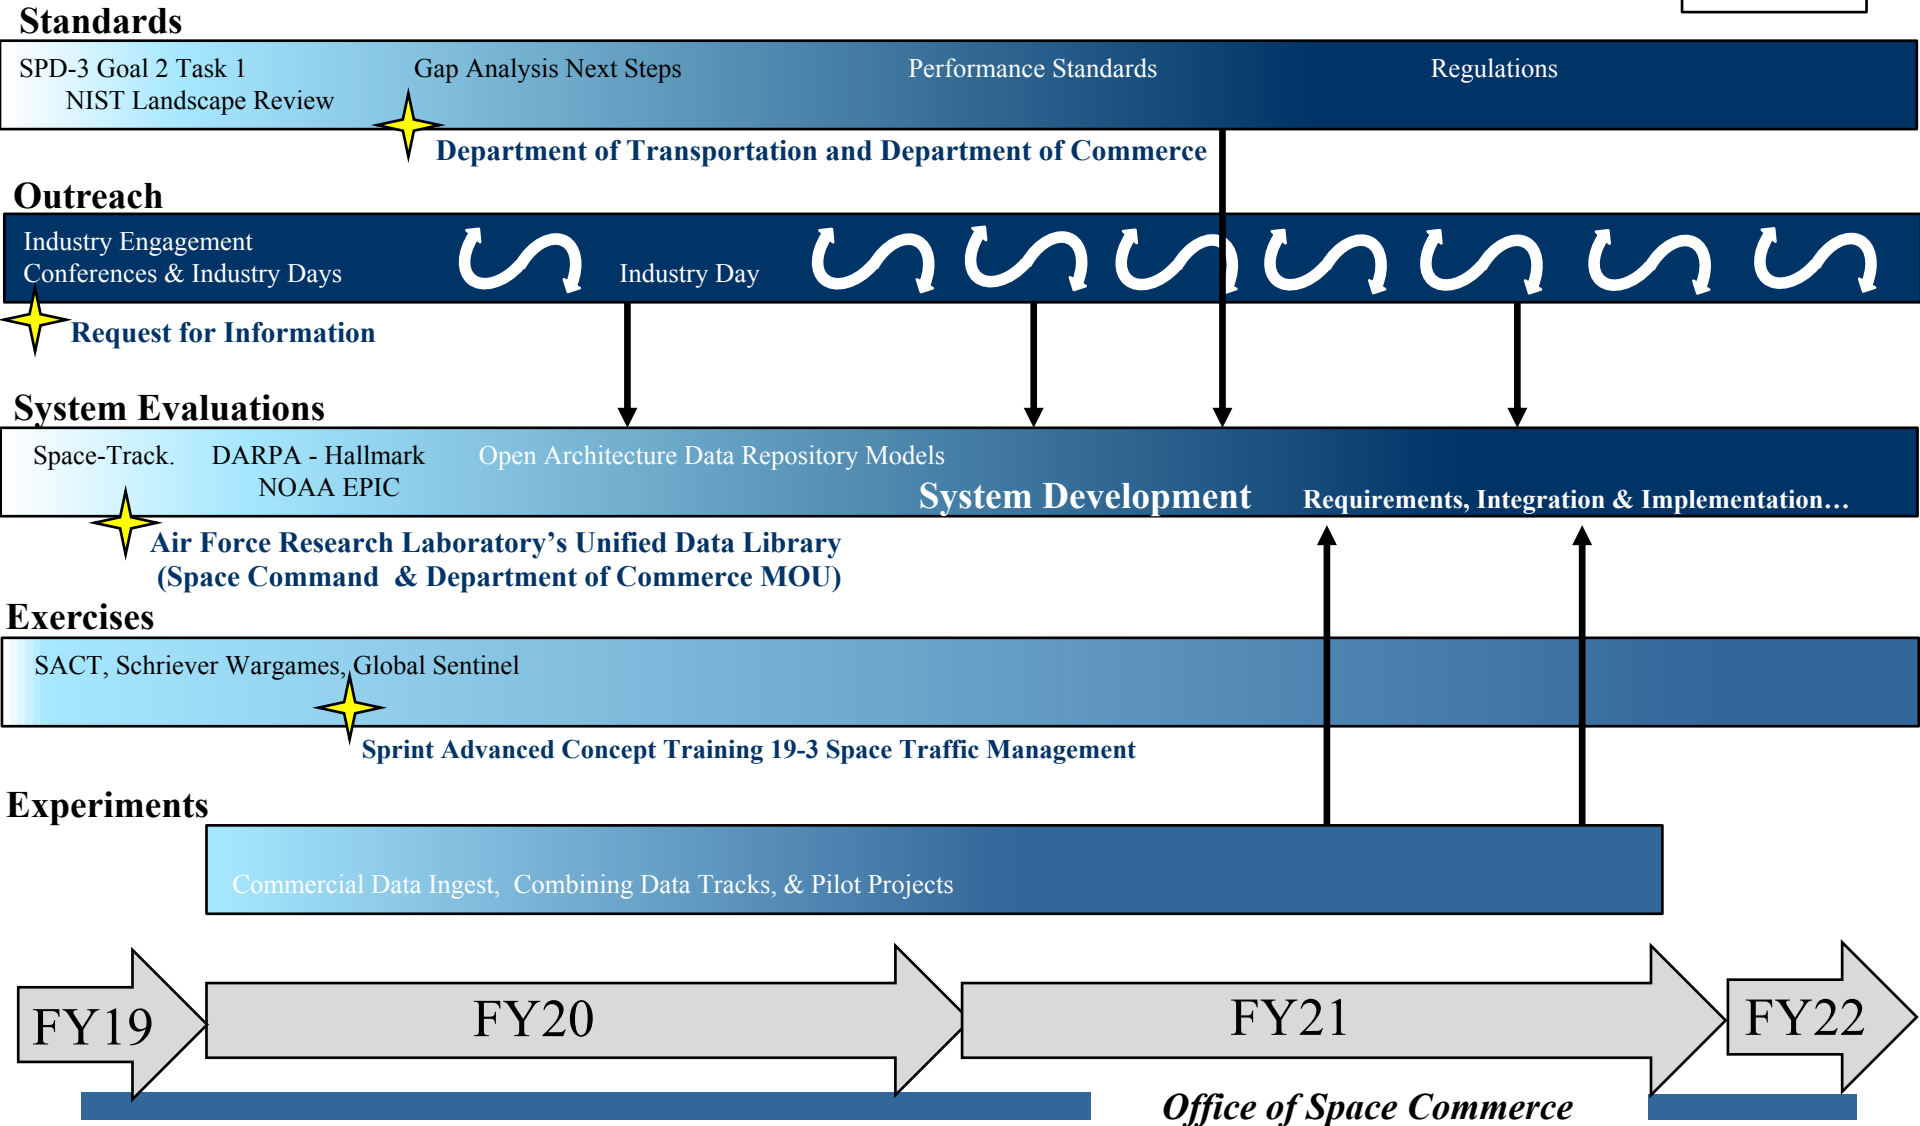 Standards
SPD-3 Goal 2 Task 1
NIST Landscape Review
Gap Analysis Next Steps
Performance Standards
Regulations
Department of Transportation and Department of Commerce
Outreach
Industry Engagement
Conferences & Industry Days
Industry Day
Request for Information
System Evaluations
Space-Track.
DARPA - Hallmark
NOAA EPIC
Open Architecture Data Repository Models
System Development
Requirements, Integration & Implementation…
Air Force Research Laboratory’s Unified Data Library
(Space Command & Department of Commerce MOU)
Exercises
SACT, Schriever Wargames, Global Sentinel
Sprint Advanced Concept Training 19-3 Space Traffic Management
Experiments
Commercial Data Ingest, Combining Data Tracks, & Pilot Projects
FY19
FY20
FY21
FY22
Office of Space Commerce